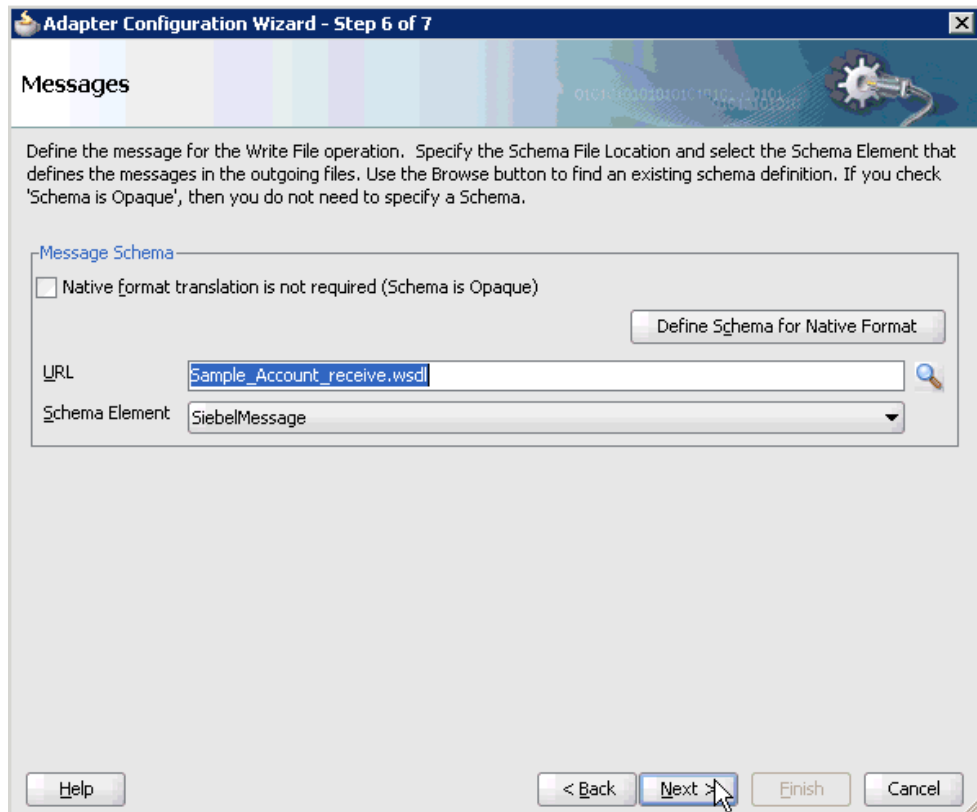 Adapter Configuration Wizard - Step 6 of 7
Messages
Define the message for the Write File operation. Specify the Schema File Location and select the Schema Element that
defines the messages in the outgoing files. Use the Browse button to find an existing schema definition. If you check
'Schema is Opaque', then you do not need to specify a Schema.
Message Schema
Native format translation is not required (Schema is Opaque)
Define Schema for Native Format
URL
Sample_Account_receive.wsdl
Schema Element
SiebelMessage
Help
< Back
Next >
Finish
Cancel